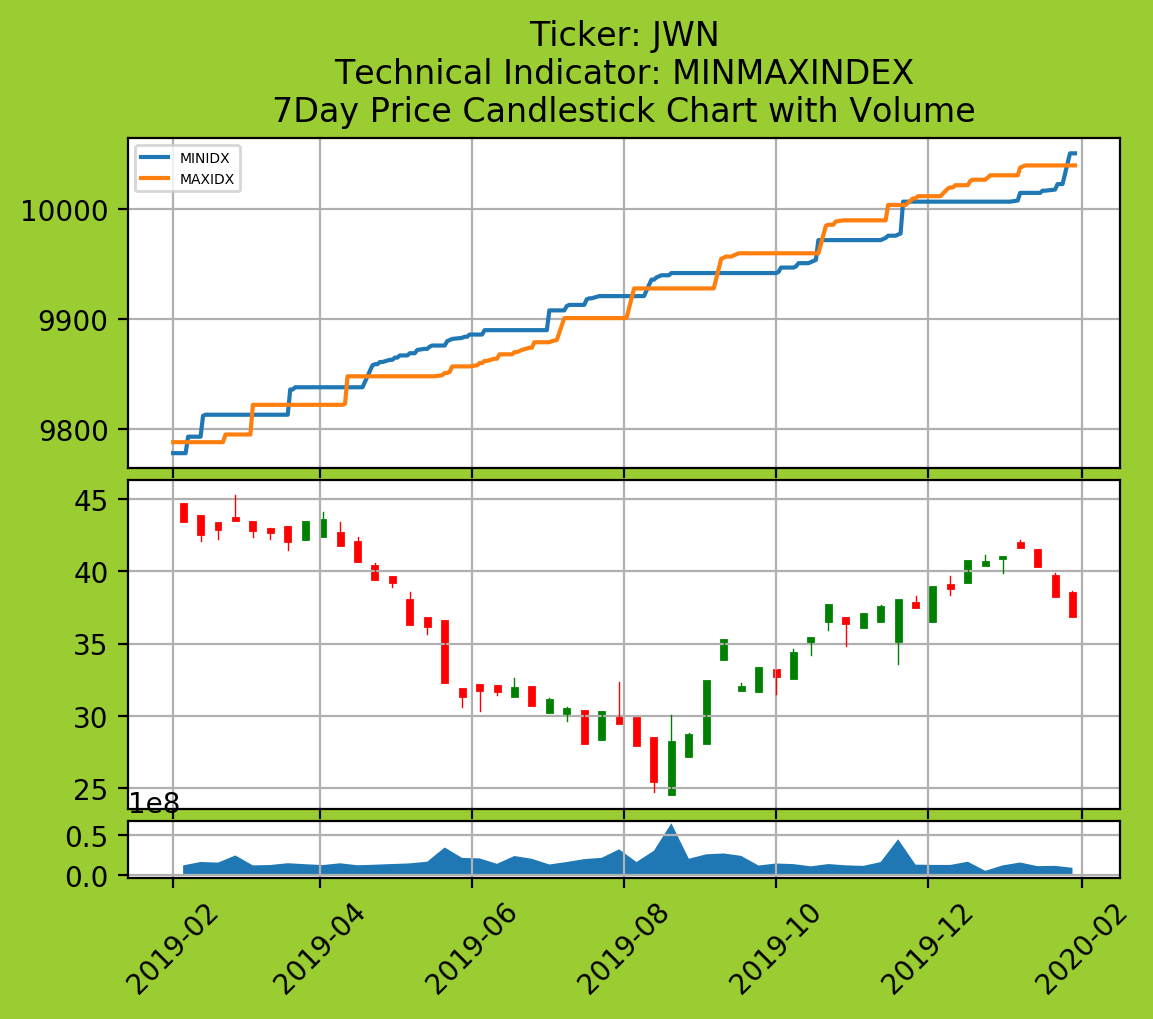 Ticker: JWN
Technical Indicator: MINMAXINDEX
7Day Price Candlestick Chart with Volume
MINIDX
MAXIDX
10000
9900
9800
45
40
35
30
25
1e8
0.5
0.0
2019-02
2019-04
2019-06
2019-08
2019-10
2019-12
2020-02